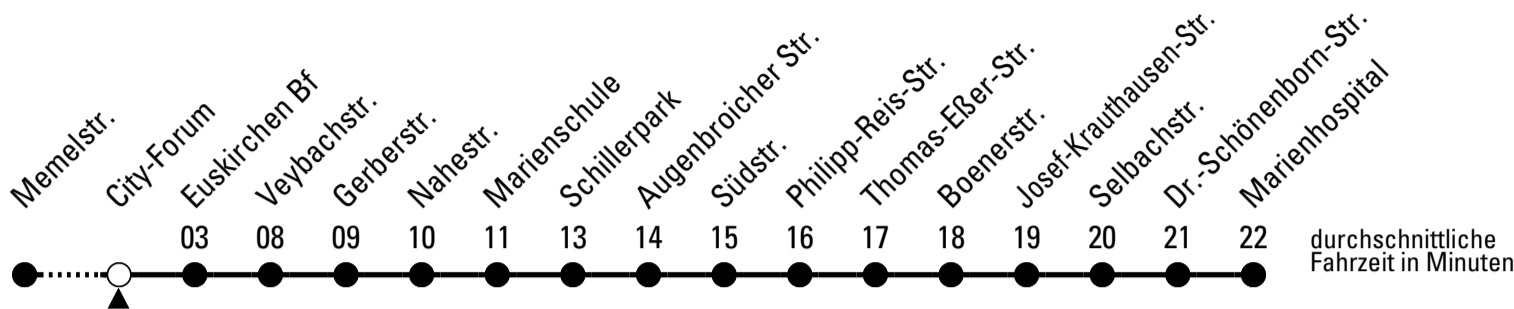 Memelstr.
City-Forum
Euskirchen Bf
Veybachstr.
Gerberstr.
Nahestr.
Marienschule
Schillerpark
Augenbroicher Str.
Südstr.
Philipp-Reis-Str.
Thomas-Eßer-Str.
Boenerstr.
Josef-Krauthausen-Str.
Selbachstr.
Dr.-Schönenborn-Str.
Marienhospital
03 08 09 10 11 13 14 15 16 17 18 19 20 21 22
durchschnittliche
Fahrzeit in Minuten